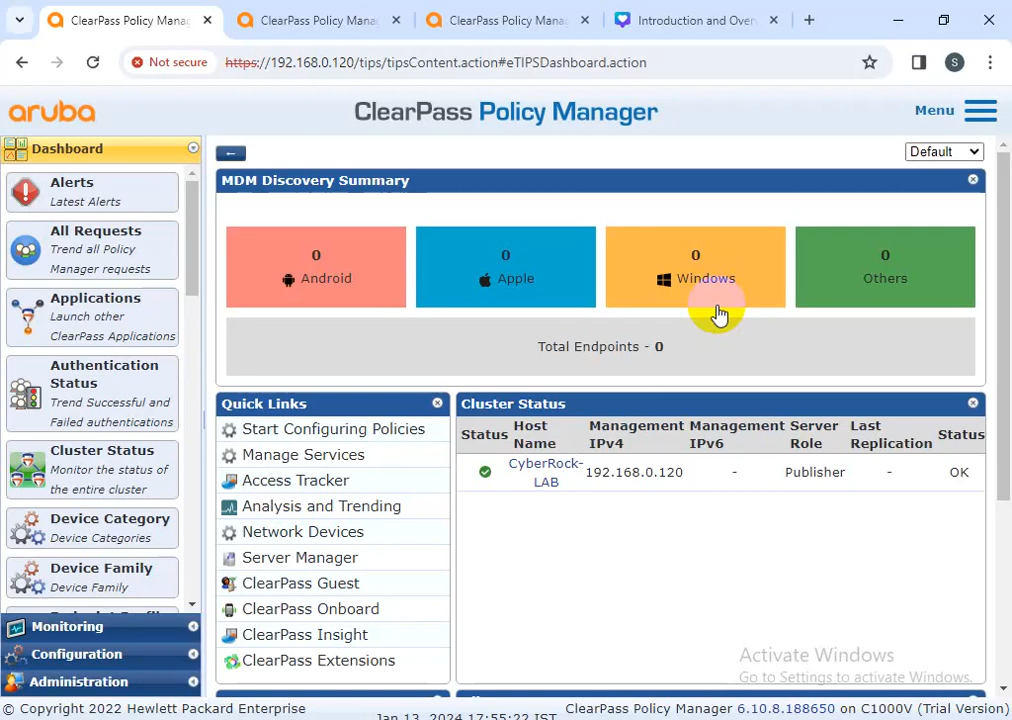 ClearPass Policy Mana
ClearPass Policy Mana
ClearPass Policy Mana
Introduction and Over
Not secure
https://192.168.0.120/tips/tipsContent.action#eTIPSDashboard.action
S
aruba
ClearPass Policy Manager
Menu
Dashboard
Default
Alerts
Latest Alerts
All Requests
Trend all Policy
Manager requests
Applications
Launch other
ClearPass Applications
Authentication
Status
Trend Successful and
Failed authentications
Cluster Status
Monitor the status of
the entire cluster
Device Category
Device Categories
Device Family
Device Family
Monitoring
Configuration
Administration
MDM Discovery Summary
0
Android
0
Apple
0
Windows
0
Others
Total Endpoints - 0
Quick Links
Start Configuring Policies
Manage Services
Access Tracker
Analysis and Trending
Network Devices
Server Manager
ClearPass Guest
ClearPass Onboard
ClearPass Insight
ClearPass Extensions
Cluster Status
Status Host Name Management IPv4 Management IPv6 Server Role Last Replication Status
CyberRock-LAB 192.168.0.120 - Publisher - OK
Activate Windows
Go to Settings to activate Windows.
© Copyright 2022 Hewlett Packard Enterprise
Jan 13, 2024 17:55:22 IST
ClearPass Policy Manager 6.10.8.188650 on C1000V (Trial Version)